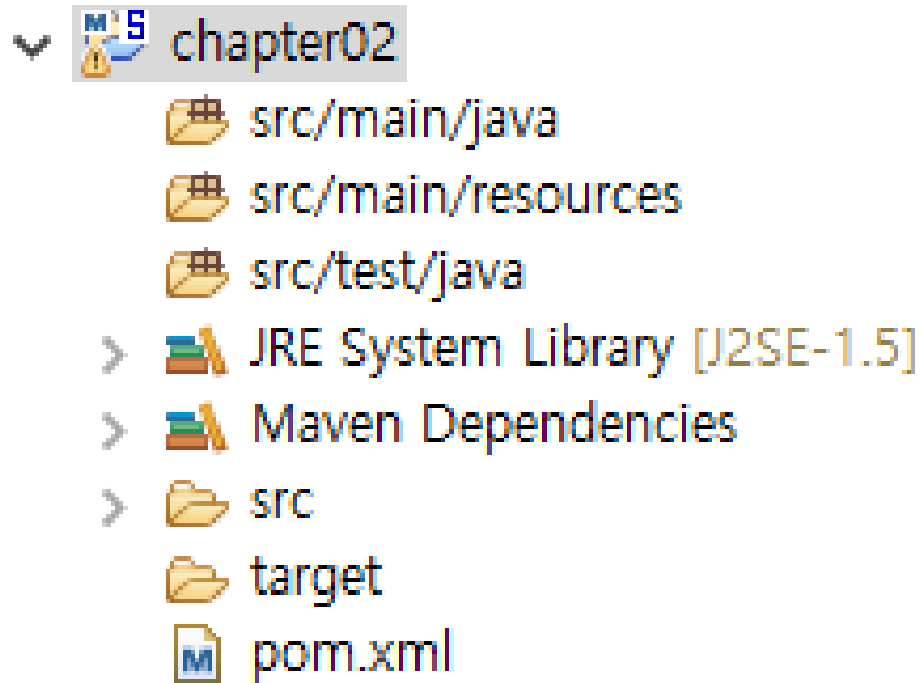 chapter02
src/main/java
src/main/resources
src/test/java
JRE System Library [J2SE-1.5]
Maven Dependencies
src
target
pom.xml